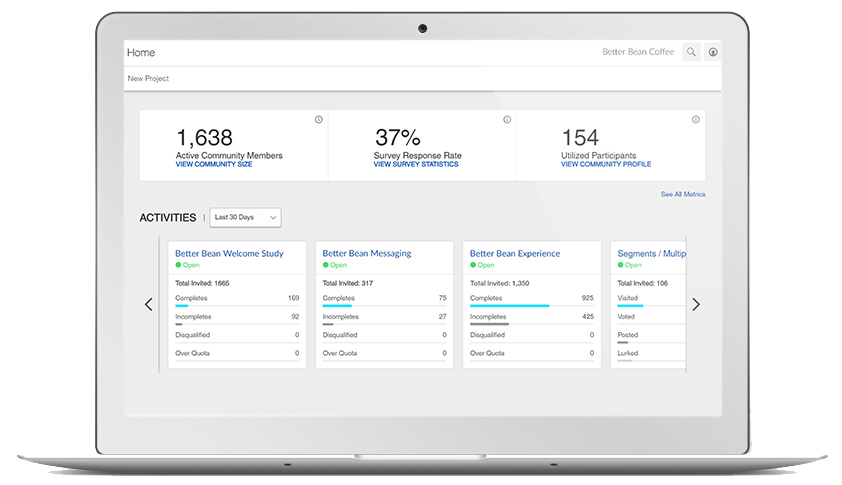 Home
Better Bean Coffee
New Project
1,638
Active Community Members
VIEW COMMUNITY SIZE
37%
Survey Response Rate
VIEW SURVEY STATISTICS
154
Utilized Participants
VIEW COMMUNITY PROFILE
See All Metrics
ACTIVITIES | Last 30 Days
Better Bean Welcome Study
Open
Total Invited: 1665
Completes 169
Incompletes 92
Disqualified 0
Over Quota 0
Better Bean Messaging
Open
Total Invited: 317
Completes 75
Incompletes 27
Disqualified 0
Over Quota 0
Better Bean Experience
Open
Total Invited: 1,350
Completes 925
Incompletes 425
Disqualified 0
Over Quota 0
Segments / Multip
Open
Total Invited: 106
Visited
Voted
Posted
Lurked